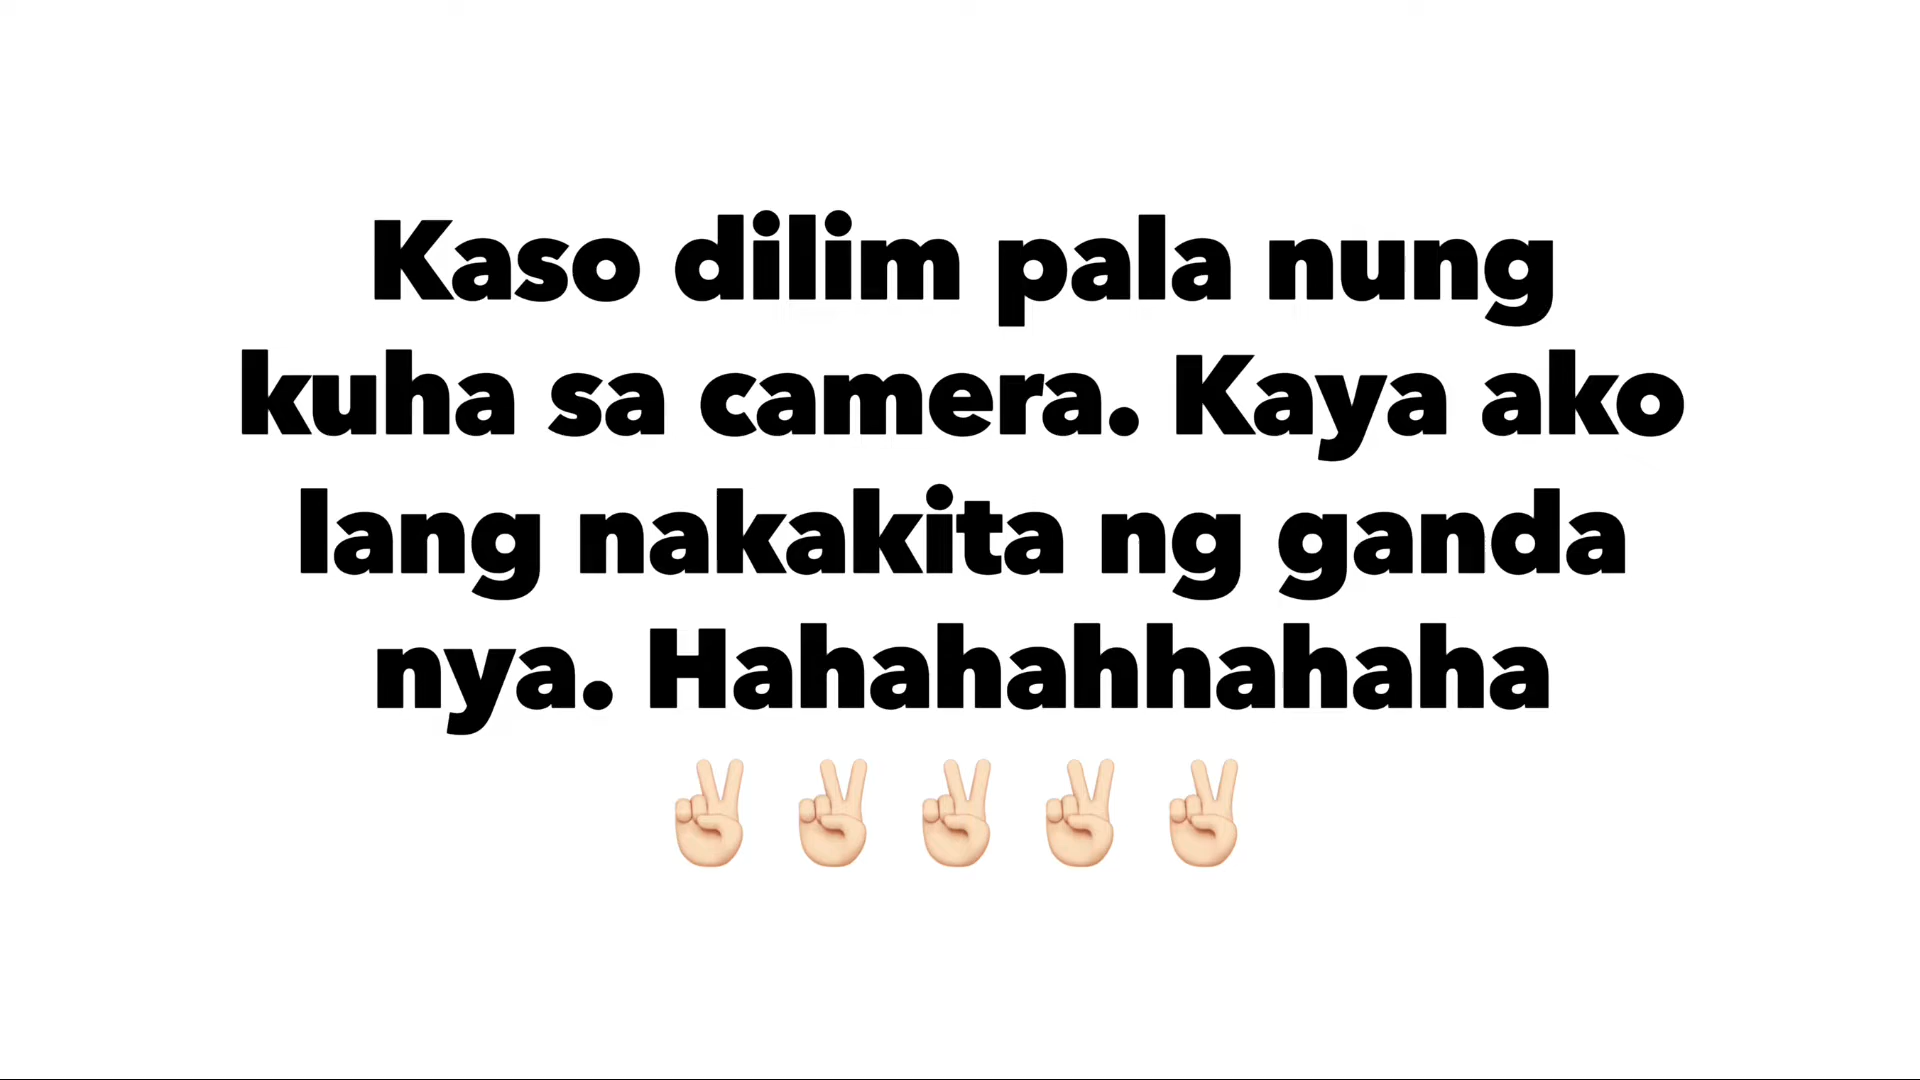 Kaso dilim pala nung
kuha sa camera. Kaya ako
lang nakakita ng ganda
nya. Hahahahhahaha
✌🏻✌🏻✌🏻✌🏻✌🏻